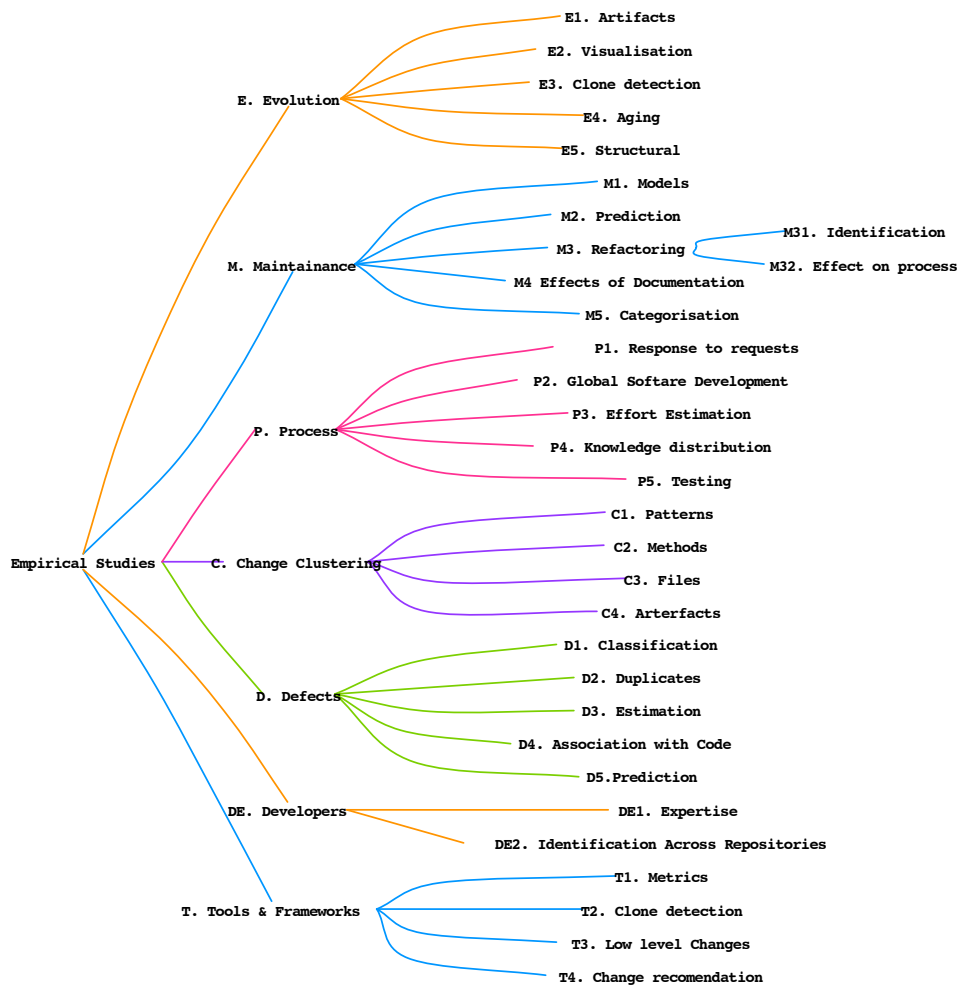 E1. Artifacts
E2. Visualisation
E3. Clone detection
E. Evolution
E4. Aging
E5. Structural
M1. Models
M2. Prediction
M31. Identification
M3. Refactoring
M. Maintainance
M32. Effect on process
M4 Effects of Documentation
M5. Categorisation
P1. Response to requests
P2. Global Softare Development
P3. Effort Estimation
P. Process
P4. Knowledge distribution
P5. Testing
C1. Patterns
C2. Methods
Empirical Studies
C. Change Clustering
C3. Files
C4. Arterfacts
D1. Classification
D2. Duplicates
D. Defects
D3. Estimation
D4. Association with Code
D5.Prediction
DE. Developers
DE1. Expertise
DE2. Identification Across Repositories
T1. Metrics
T. Tools & Frameworks
T2. Clone detection
T3. Low level Changes
T4. Change recomendation